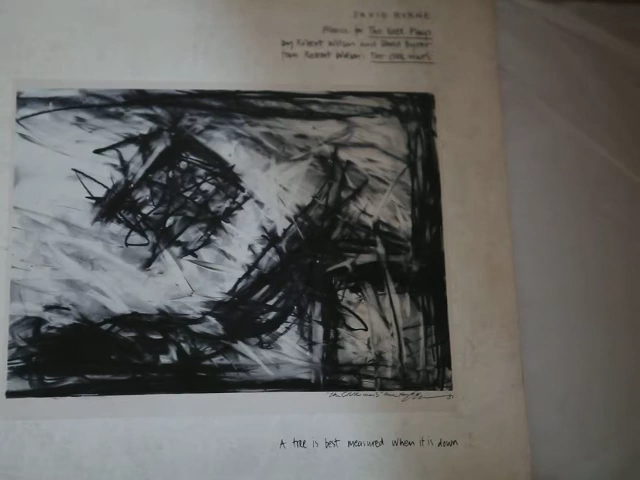 DAVID BYRNE
Music for The Knee Plays
by Robert Wilson and David Byrne
from Robert Wilson's The CIVIL warS
A tree is best measured when it is down